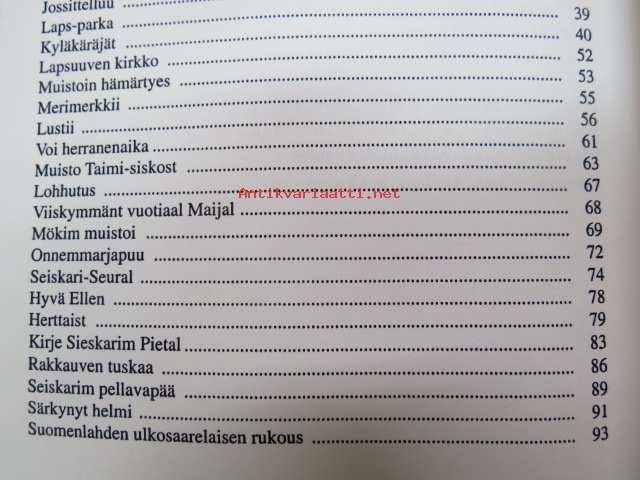 Jossittelluu
Laps-parka 39
Kyläkäräjät 40
Lapsuuven kirkko 52
Muistoin hämärtyes 53
Merimerkkii 55
Lustii 56
Voi herranenaika 61
Muisto Taimi-siskost 63
Lohhutus 67
Antikvariaatti.net
Viiskymmänt vuotiaal Maijal 68
Mökim muistoi 69
Onnemmarjapuu 72
Seiskari-Seural 74
Hyvä Ellen 78
Herttaist 79
Kirje Sieskarim Pietal 83
Rakkauven tuskaa 86
Seiskarim pellavapää 89
Särkynyt helmi 91
Suomenlahden ulkosaarelaisen rukous 93